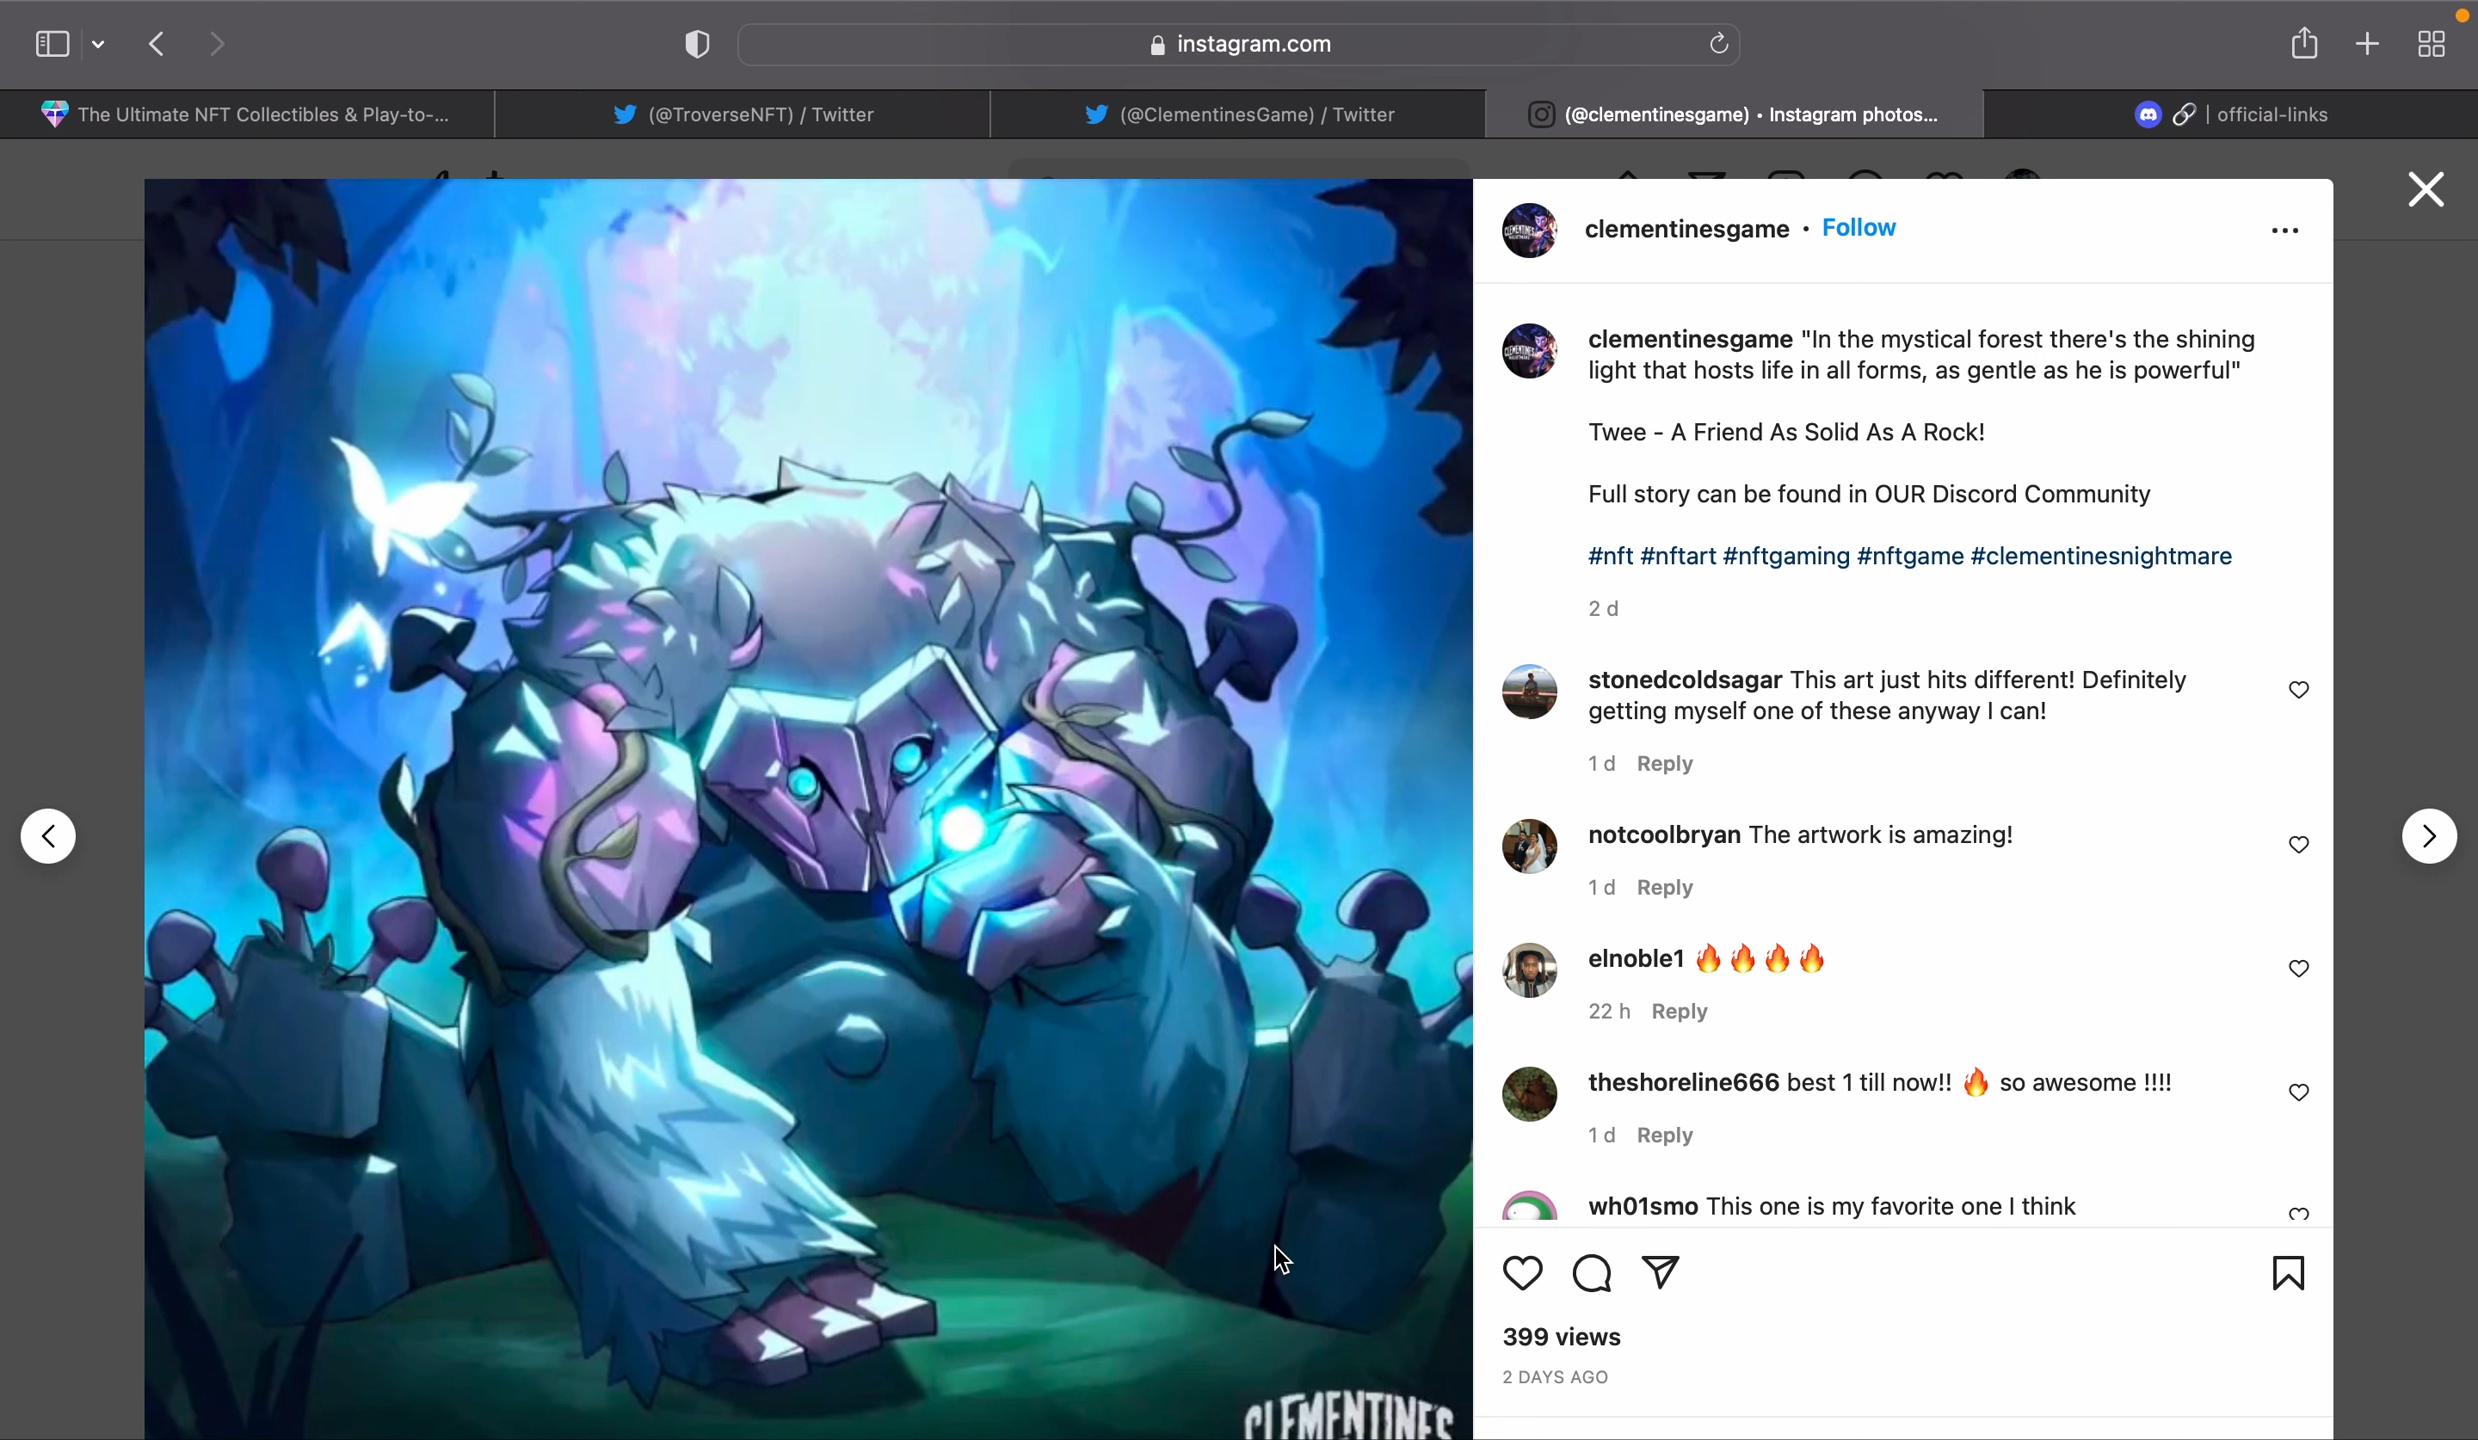 instagram.com
The Ultimate NFT Collectibles & Play-to-...
(@TroverseNFT) / Twitter
(@ClementinesGame) / Twitter
(@clementinesgame) • Instagram photos...
🔗 | official-links
clementinesgame • Follow
clementinesgame "In the mystical forest there's the shining
light that hosts life in all forms, as gentle as he is powerful"
Twee - A Friend As Solid As A Rock!
Full story can be found in OUR Discord Community
#nft #nftart #nftgaming #nftgame #clementinesnightmare
2 d
stonedcoldsagar This art just hits different! Definitely
getting myself one of these anyway I can!
1 d Reply
notcoolbryan The artwork is amazing!
1 d Reply
elnoble1 🔥🔥🔥🔥
22 h Reply
theshoreline666 best 1 till now!! 🔥 so awesome !!!!
1 d Reply
wh01smo This one is my favorite one I think
399 views
2 DAYS AGO
CLEMENTINES